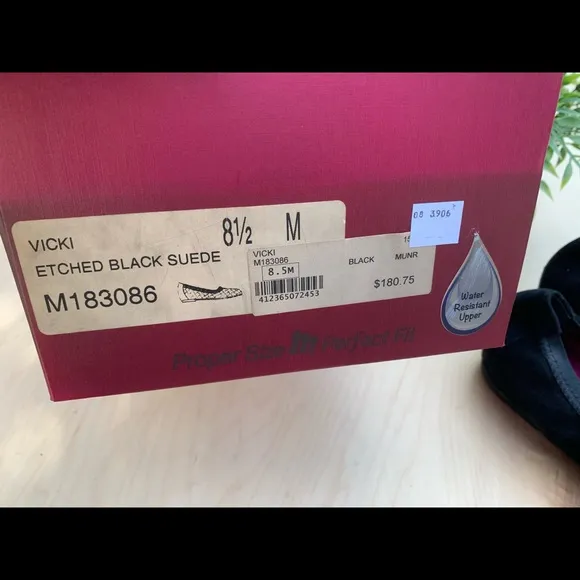 VICKI 8½ M
ETCHED BLACK SUEDE
M183086
VICKI
M183086 BLACK MUNR
8.5M
412365072453 $180.75
08 3906
Water
Resistant
Upper
Proper Size Perfect Fit